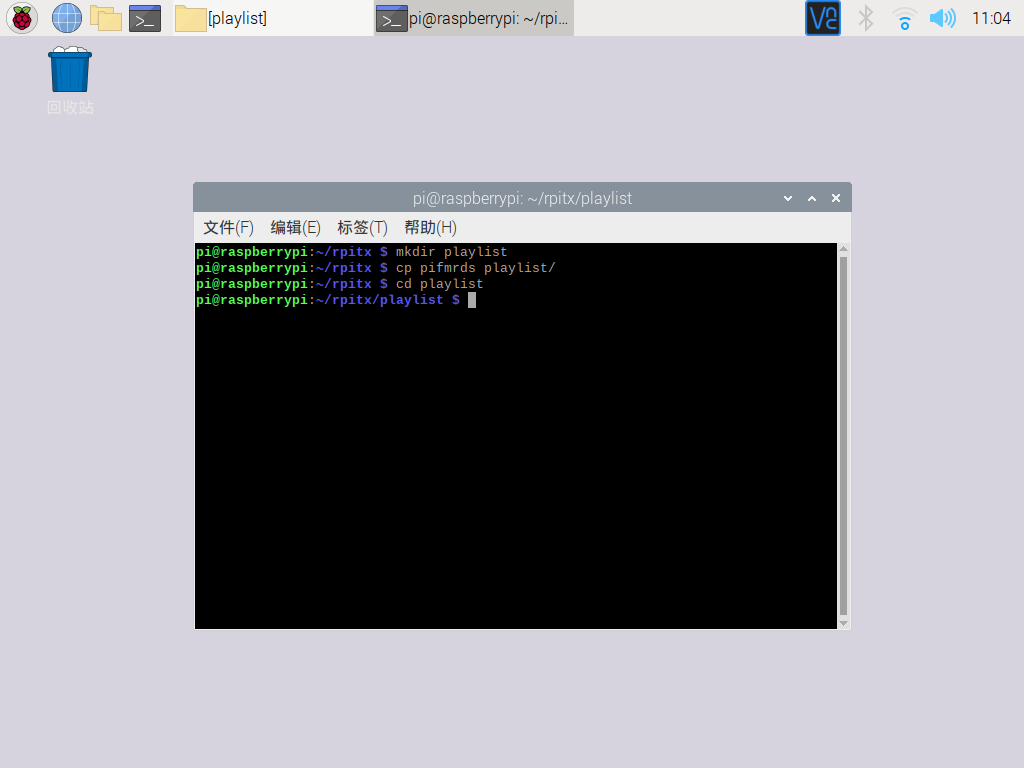 [playlist]
pi@raspberrypi: ~/rpi...
VNC
11:04
回收站
pi@raspberrypi: ~/rpitx/playlist
文件(F) 编辑(E) 标签(T) 帮助(H)
pi@raspberrypi:~/rpitx $ mkdir playlist
pi@raspberrypi:~/rpitx $ cp pifmrds playlist/
pi@raspberrypi:~/rpitx $ cd playlist
pi@raspberrypi:~/rpitx/playlist $